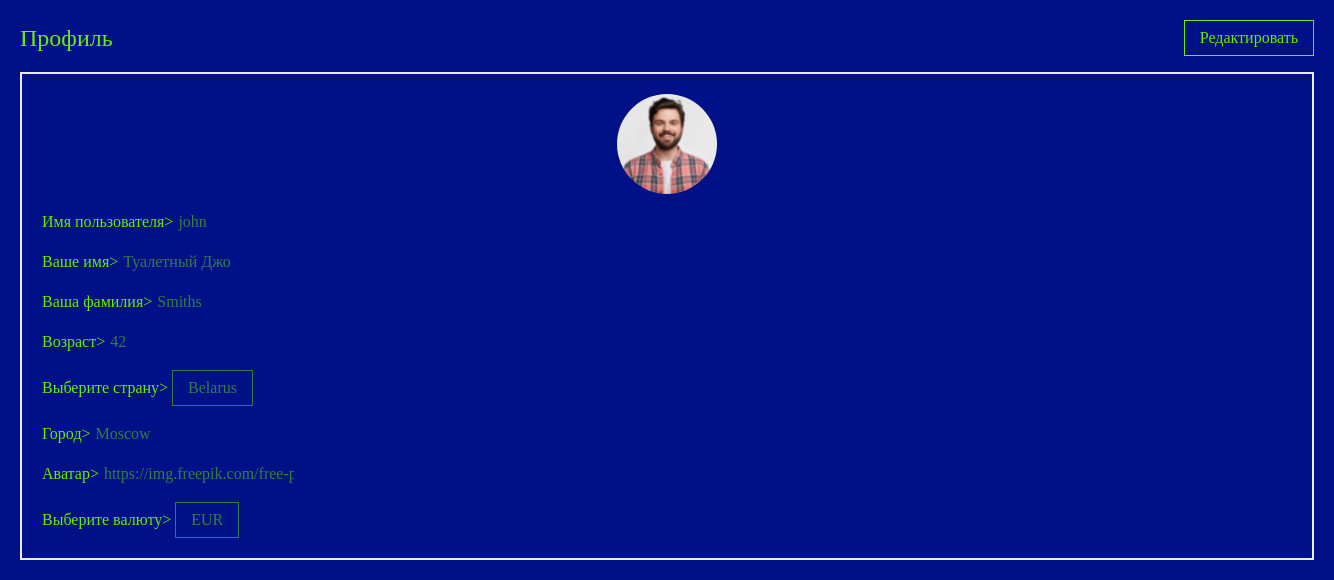 Профиль
Редактировать
Имя пользователя> john
Ваше имя> Туалетный Джо
Ваша фамилия> Smiths
Возраст> 42
Выберите страну> Belarus
Город> Moscow
Аватар> https://img.freepik.com/free-p
Выберите валюту> EUR